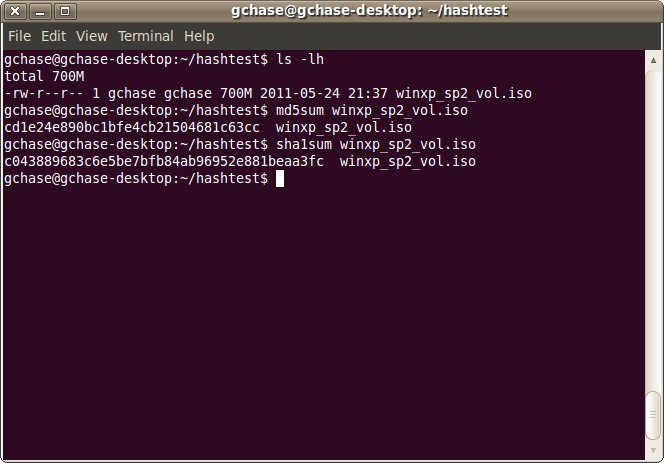 gchase@gchase-desktop: ~/hashtest
File Edit View Terminal Help
gchase@gchase-desktop:~/hashtest$ ls -lh
total 700M
-rw-r--r-- 1 gchase gchase 700M 2011-05-24 21:37 winxp_sp2_vol.iso
gchase@gchase-desktop:~/hashtest$ md5sum winxp_sp2_vol.iso
cd1e24e890bc1bfe4cb21504681c63cc  winxp_sp2_vol.iso
gchase@gchase-desktop:~/hashtest$ sha1sum winxp_sp2_vol.iso
c043889683c6e5be7bfb84ab96952e881beaa3fc  winxp_sp2_vol.iso
gchase@gchase-desktop:~/hashtest$